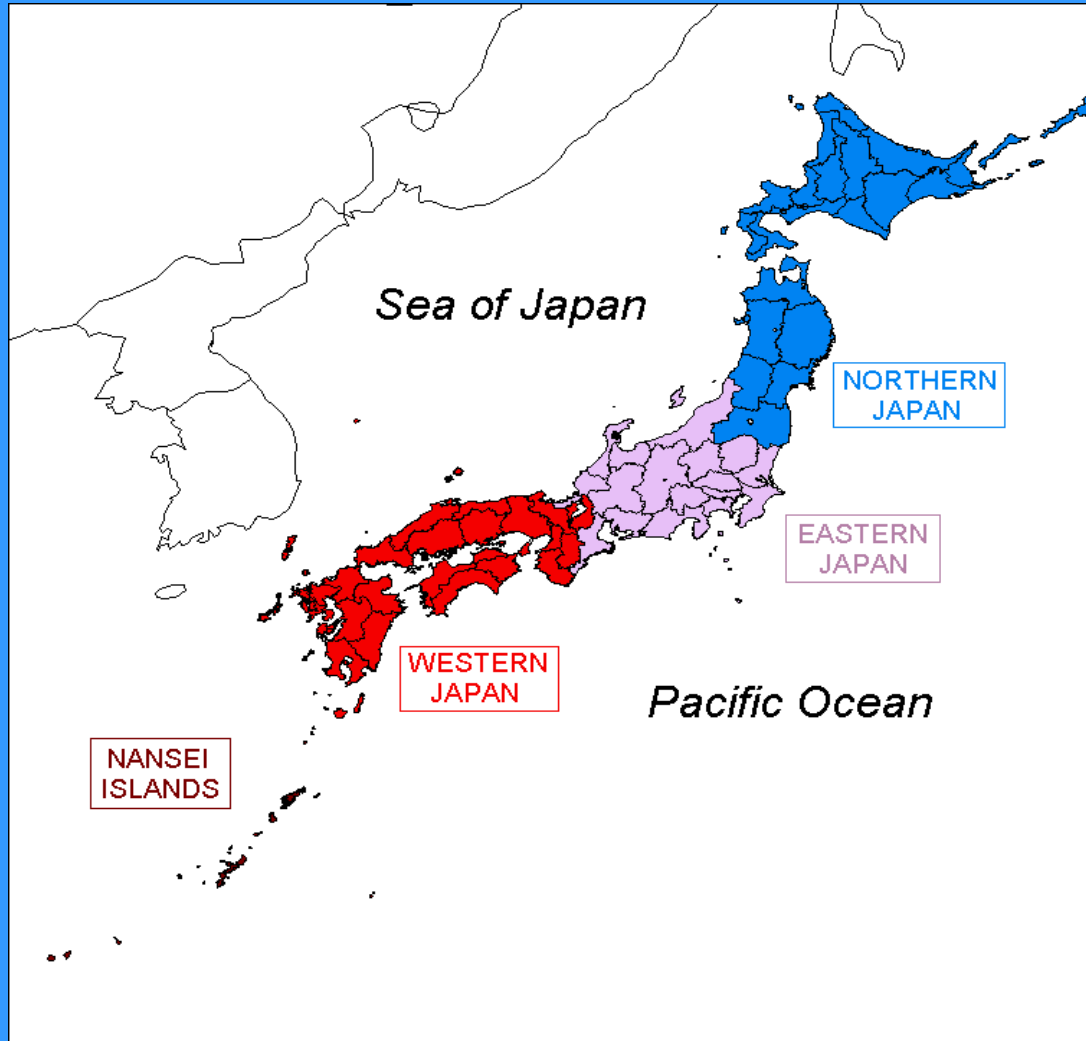 Sea of Japan
NORTHERN
JAPAN
EASTERN
JAPAN
WESTERN
JAPAN
Pacific Ocean
NANSEI
ISLANDS